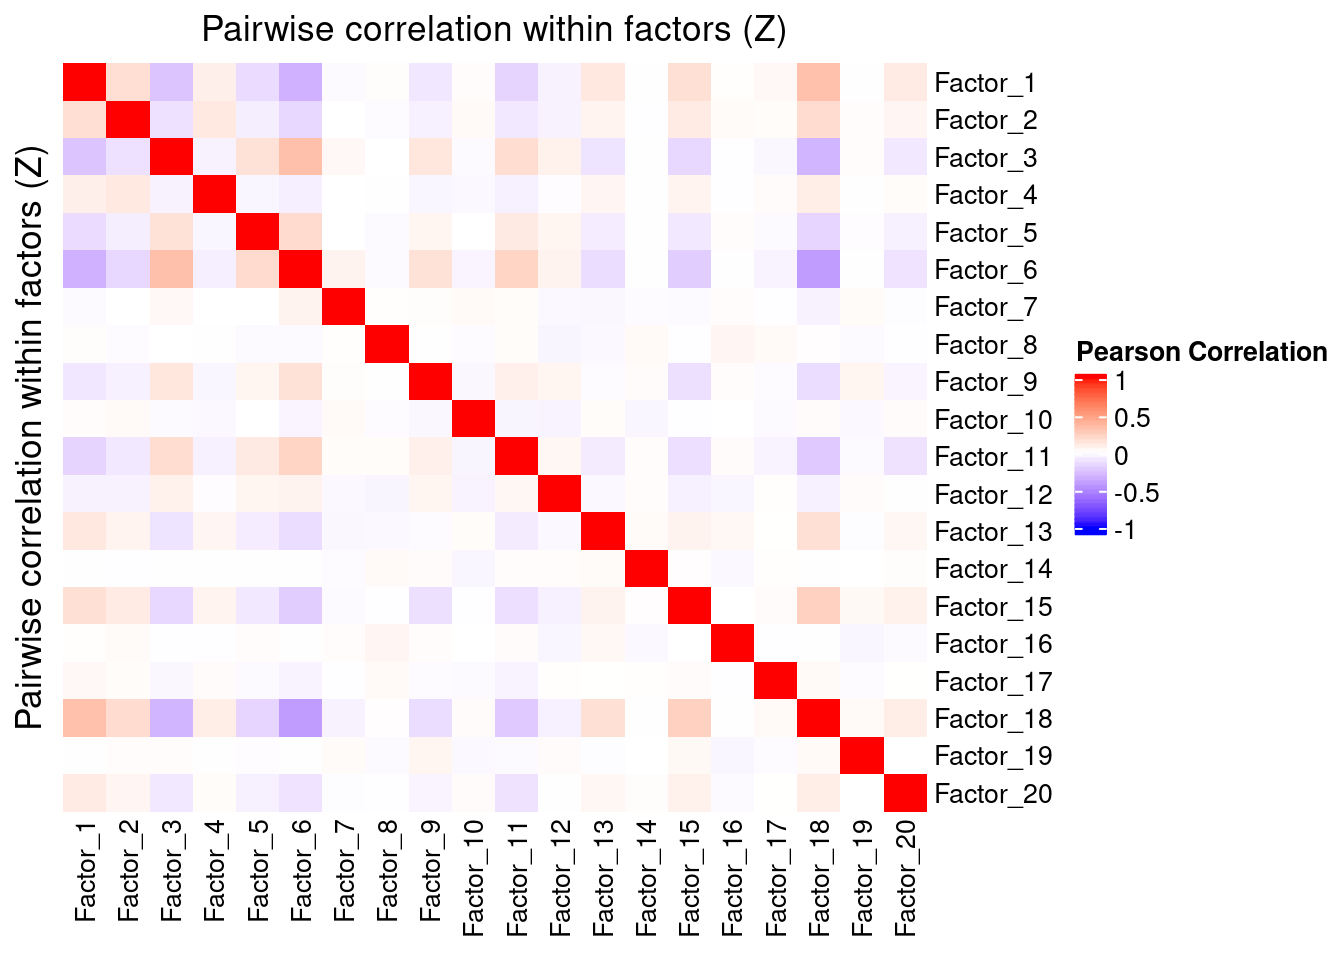 Pairwise correlation within factors (Z)
Pairwise correlation within factors (Z)
Factor_1
Factor_2
Factor_3
Factor_4
Factor_5
Factor_6
Factor_7
Factor_8
Factor_9
Factor_10
Factor_11
Factor_12
Factor_13
Factor_14
Factor_15
Factor_16
Factor_17
Factor_18
Factor_19
Factor_20
Pearson Correlation
1
0.5
0
-0.5
-1
Factor_1
Factor_2
Factor_3
Factor_4
Factor_5
Factor_6
Factor_7
Factor_8
Factor_9
Factor_10
Factor_11
Factor_12
Factor_13
Factor_14
Factor_15
Factor_16
Factor_17
Factor_18
Factor_19
Factor_20